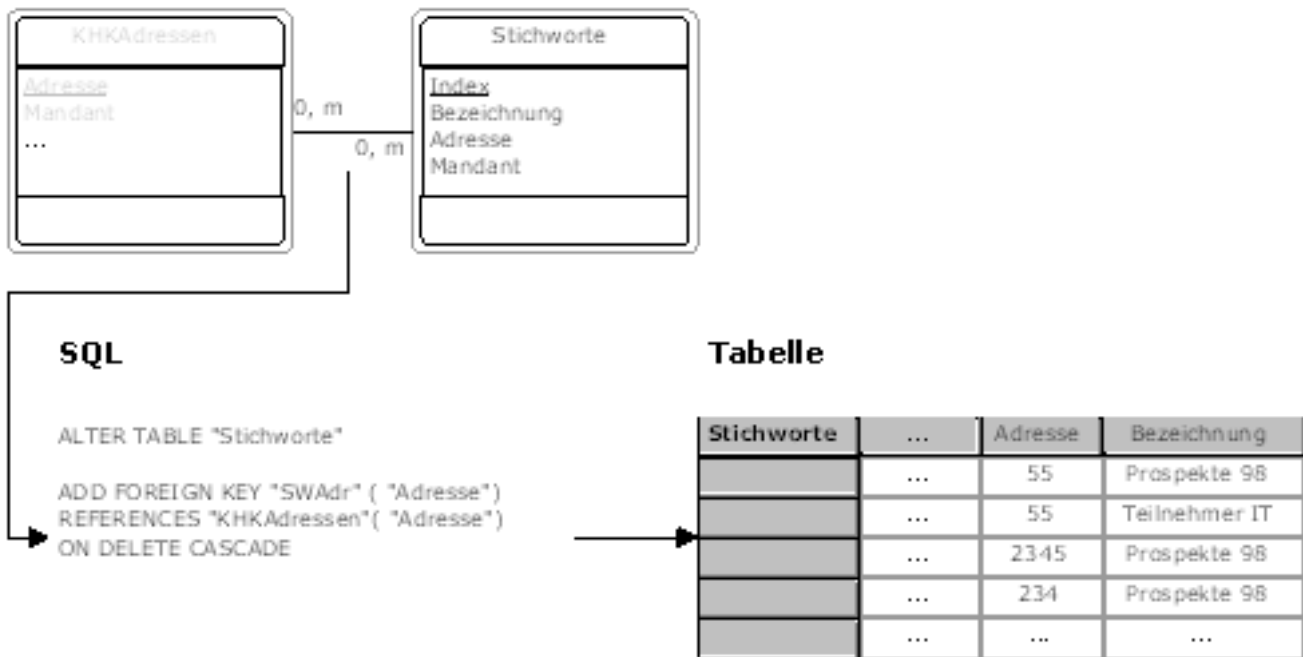 KHKAdressen
Adresse
Mandant
...
0, m
0, m
Stichworte
Index
Bezeichnung
Adresse
Mandant
SQL
ALTER TABLE "Stichworte"
ADD FOREIGN KEY "SWAdr" ( "Adresse")
REFERENCES "KHKAdressen"( "Adresse")
ON DELETE CASCADE
Tabelle
Stichworte ... Adresse Bezeichnung
... 55 Prospekte 98
... 55 Teilnehmer IT
... 2345 Prospekte 98
... 234 Prospekte 98
... ... ...